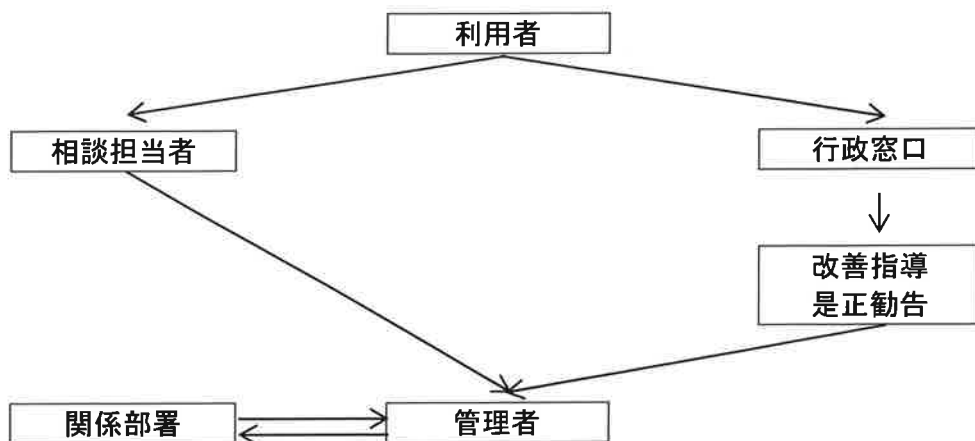 利用者
相談担当者
行政窓口
改善指導
是正勧告
関係部署
管理者